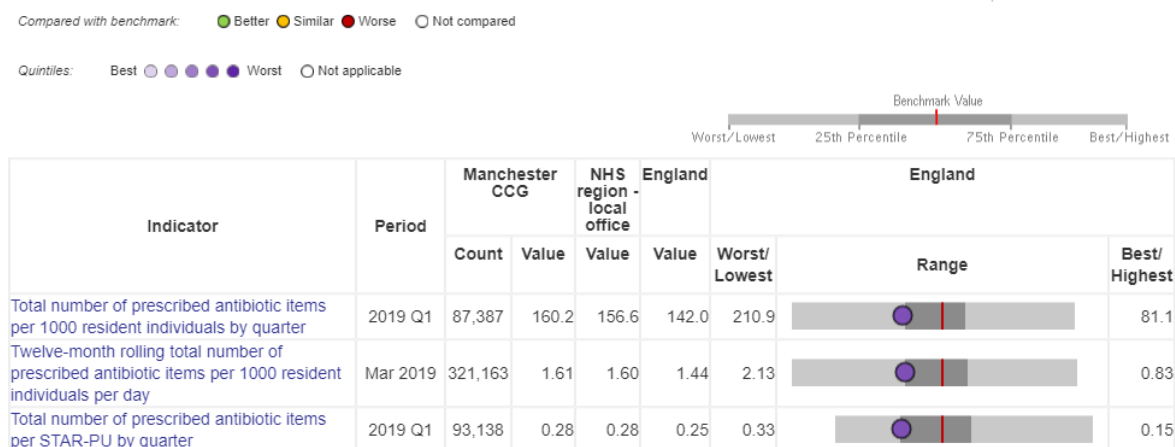 Compared with benchmark: Better Similar Worse Not compared
Quintiles: Best Worst Not applicable
Benchmark Value
Worst/Lowest 25th Percentile 75th Percentile Best/Highest
Indicator Period Manchester CCG NHS region - local office England England
Count Value Value Value Worst/ Lowest Range Best/ Highest
Total number of prescribed antibiotic items
per 1000 resident individuals by quarter 2019 Q1 87,387 160.2 156.6 142.0 210.9 81.1
Twelve-month rolling total number of
prescribed antibiotic items per 1000 resident
individuals per day Mar 2019 321,163 1.61 1.60 1.44 2.13 0.83
Total number of prescribed antibiotic items
per STAR-PU by quarter 2019 Q1 93,138 0.28 0.28 0.25 0.33 0.15